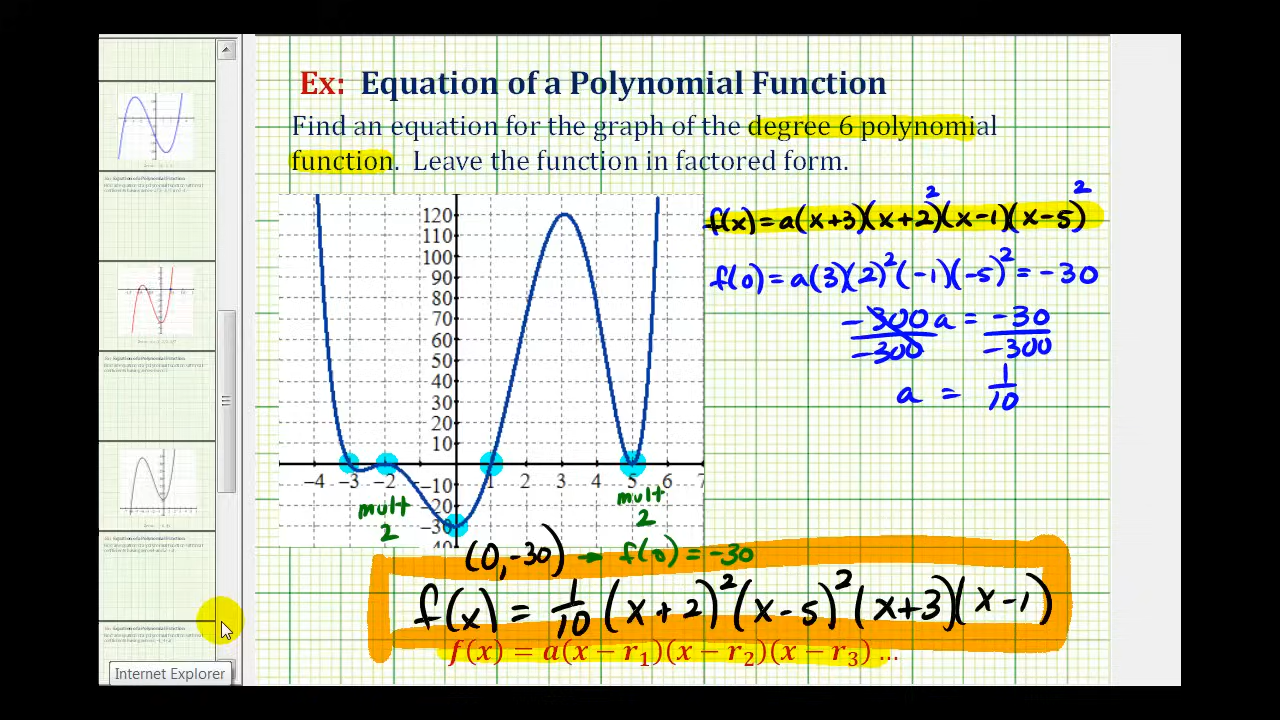 Ex: Equation of a Polynomial Function
Find an equation for the graph of the degree 6 polynomial
function. Leave the function in factored form.
f(x) = a(x+3)(x+2)²(x-1)(x-5)²
f(0) = a(3)(2)²(-1)(-5)² = -30
-300a = -30
-300 -300
a = 1/10
120
110
100
90
80
70
60
50
40
30
20
10
-4 -3 -2 1 2 3 4 5 6 7
-10
-20
-30
40
mult
2
mult
2
(0,-30) → f(0) = -30
f(x) = 1/10 (x+2)²(x-5)²(x+3)(x-1)
f(x) = a(x − r₁)(x − r₂)(x − r₃) ...
Internet Explorer